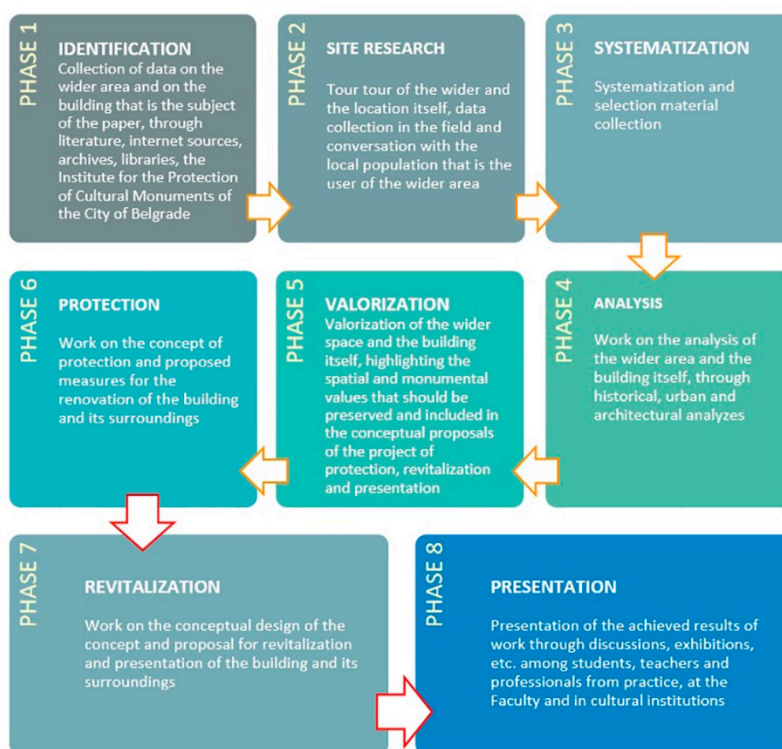 PHASE 1
IDENTIFICATION
Collection of data on the
wider area and on the
building that is the subject
of the paper, through
literature, internet sources,
archives, libraries, the
Institute for the Protection
of Cultural Monuments of
the City of Belgrade
PHASE 2
SITE RESEARCH
Tour tour of the wider and
the location itself, data
collection in the field and
conversation with the
local population that is the
user of the wider area
PHASE 3
SYSTEMATIZATION
Systematization and
selection material
collection
PHASE 4
ANALYSIS
Work on the analysis of
the wider area and the
building itself, through
historical, urban and
architectural analyzes
PHASE 5
VALORIZATION
Valorization of the wider
space and the building
itself, highlighting the
spatial and monumental
values that should be
preserved and included in
the conceptual proposals
of the project of
protection, revitalization
and presentation
PHASE 6
PROTECTION
Work on the concept of
protection and proposed
measures for the
renovation of the building
and its surroundings
PHASE 7
REVITALIZATION
Work on the conceptual design of the
concept and proposal for revitalization
and presentation of the building and its
surroundings
PHASE 8
PRESENTATION
Presentation of the achieved results of
work through discussions, exhibitions,
etc. among students, teachers and
professionals from practice, at the
Faculty and in cultural institutions